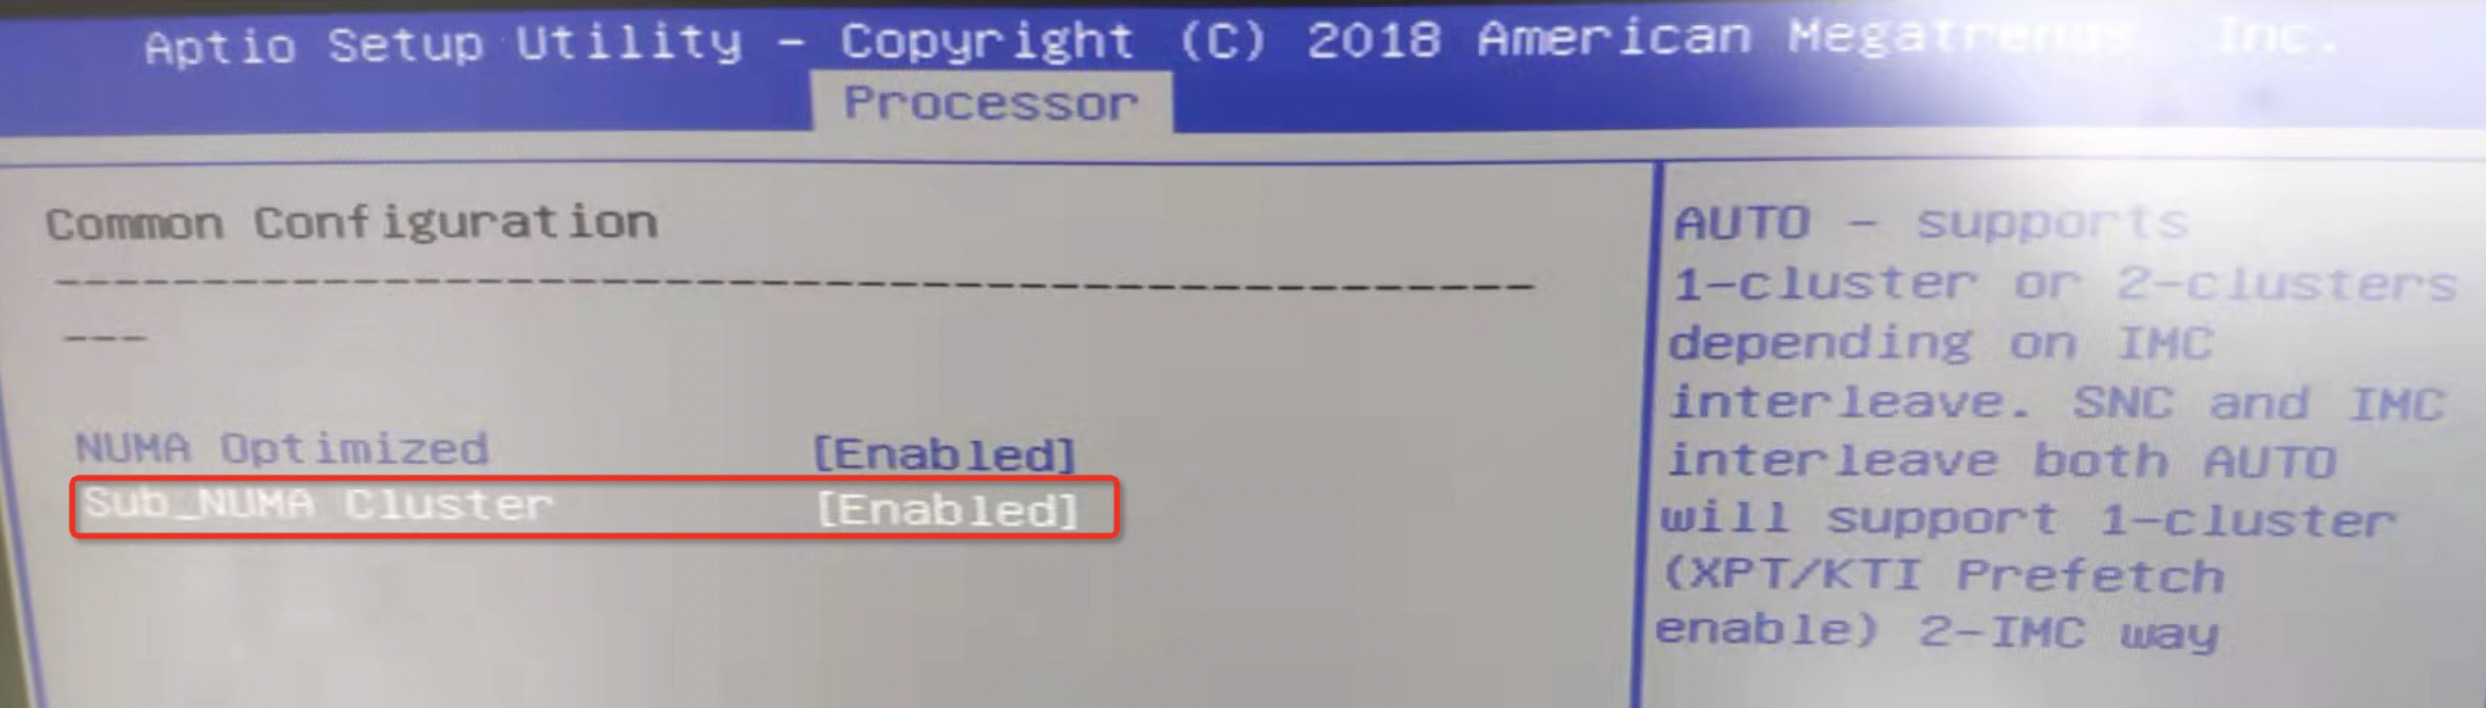 Aptio Setup Utility - Copyright (C) 2018 American Megatrends Inc.
Processor
Common Configuration
--------------------------------------------------
---
NUMA Optimized [Enabled]
Sub_NUMA Cluster [Enabled]
AUTO - supports
1-cluster or 2-clusters
depending on IMC
interleave. SNC and IMC
interleave both AUTO
will support 1-cluster
(XPT/KTI Prefetch
enable) 2-IMC way